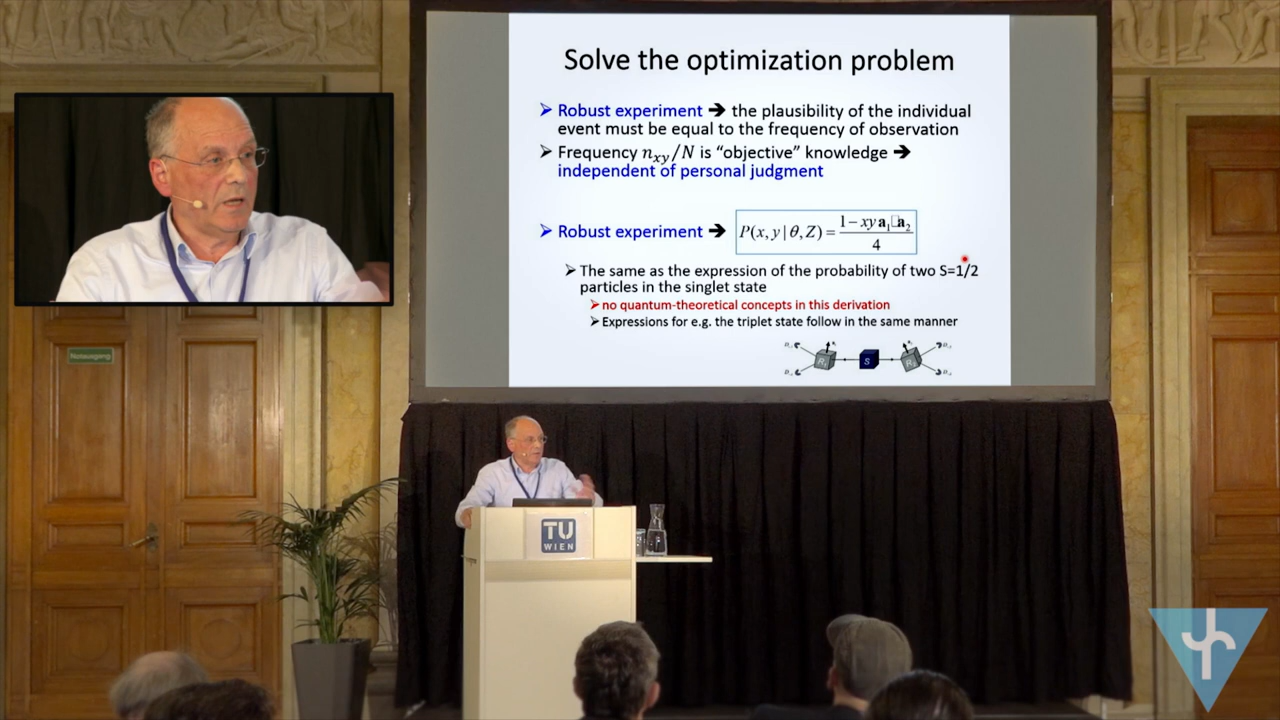 Solve the optimization problem
➢ Robust experiment ➔ the plausibility of the individual
event must be equal to the frequency of observation
➢ Frequency n_xy/N is “objective” knowledge ➔
independent of personal judgment
➢ Robust experiment ➔ P(x, y | θ, Z) = (1 − xy a₁·a₂) / 4
➢ The same as the expression of the probability of two S=1/2
particles in the singlet state
➢ no quantum-theoretical concepts in this derivation
➢ Expressions for e.g. the triplet state follow in the same manner
S
Notausgang
TU
WIEN